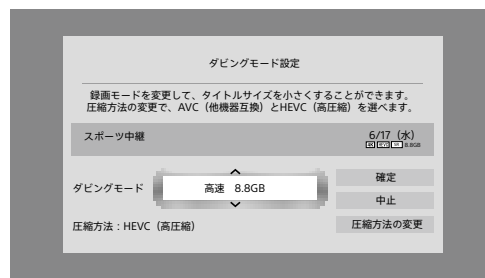 ダビングモード設定
録画モードを変更して、タイトルサイズを小さくすることができます。
圧縮方法の変更で、AVC（他機器互換）とHEVC（高圧縮）を選べます。
スポーツ中継
6/17（水）
8.8GB
ダビングモード
高速 8.8GB
圧縮方法：HEVC（高圧縮）
確定
中止
圧縮方法の変更